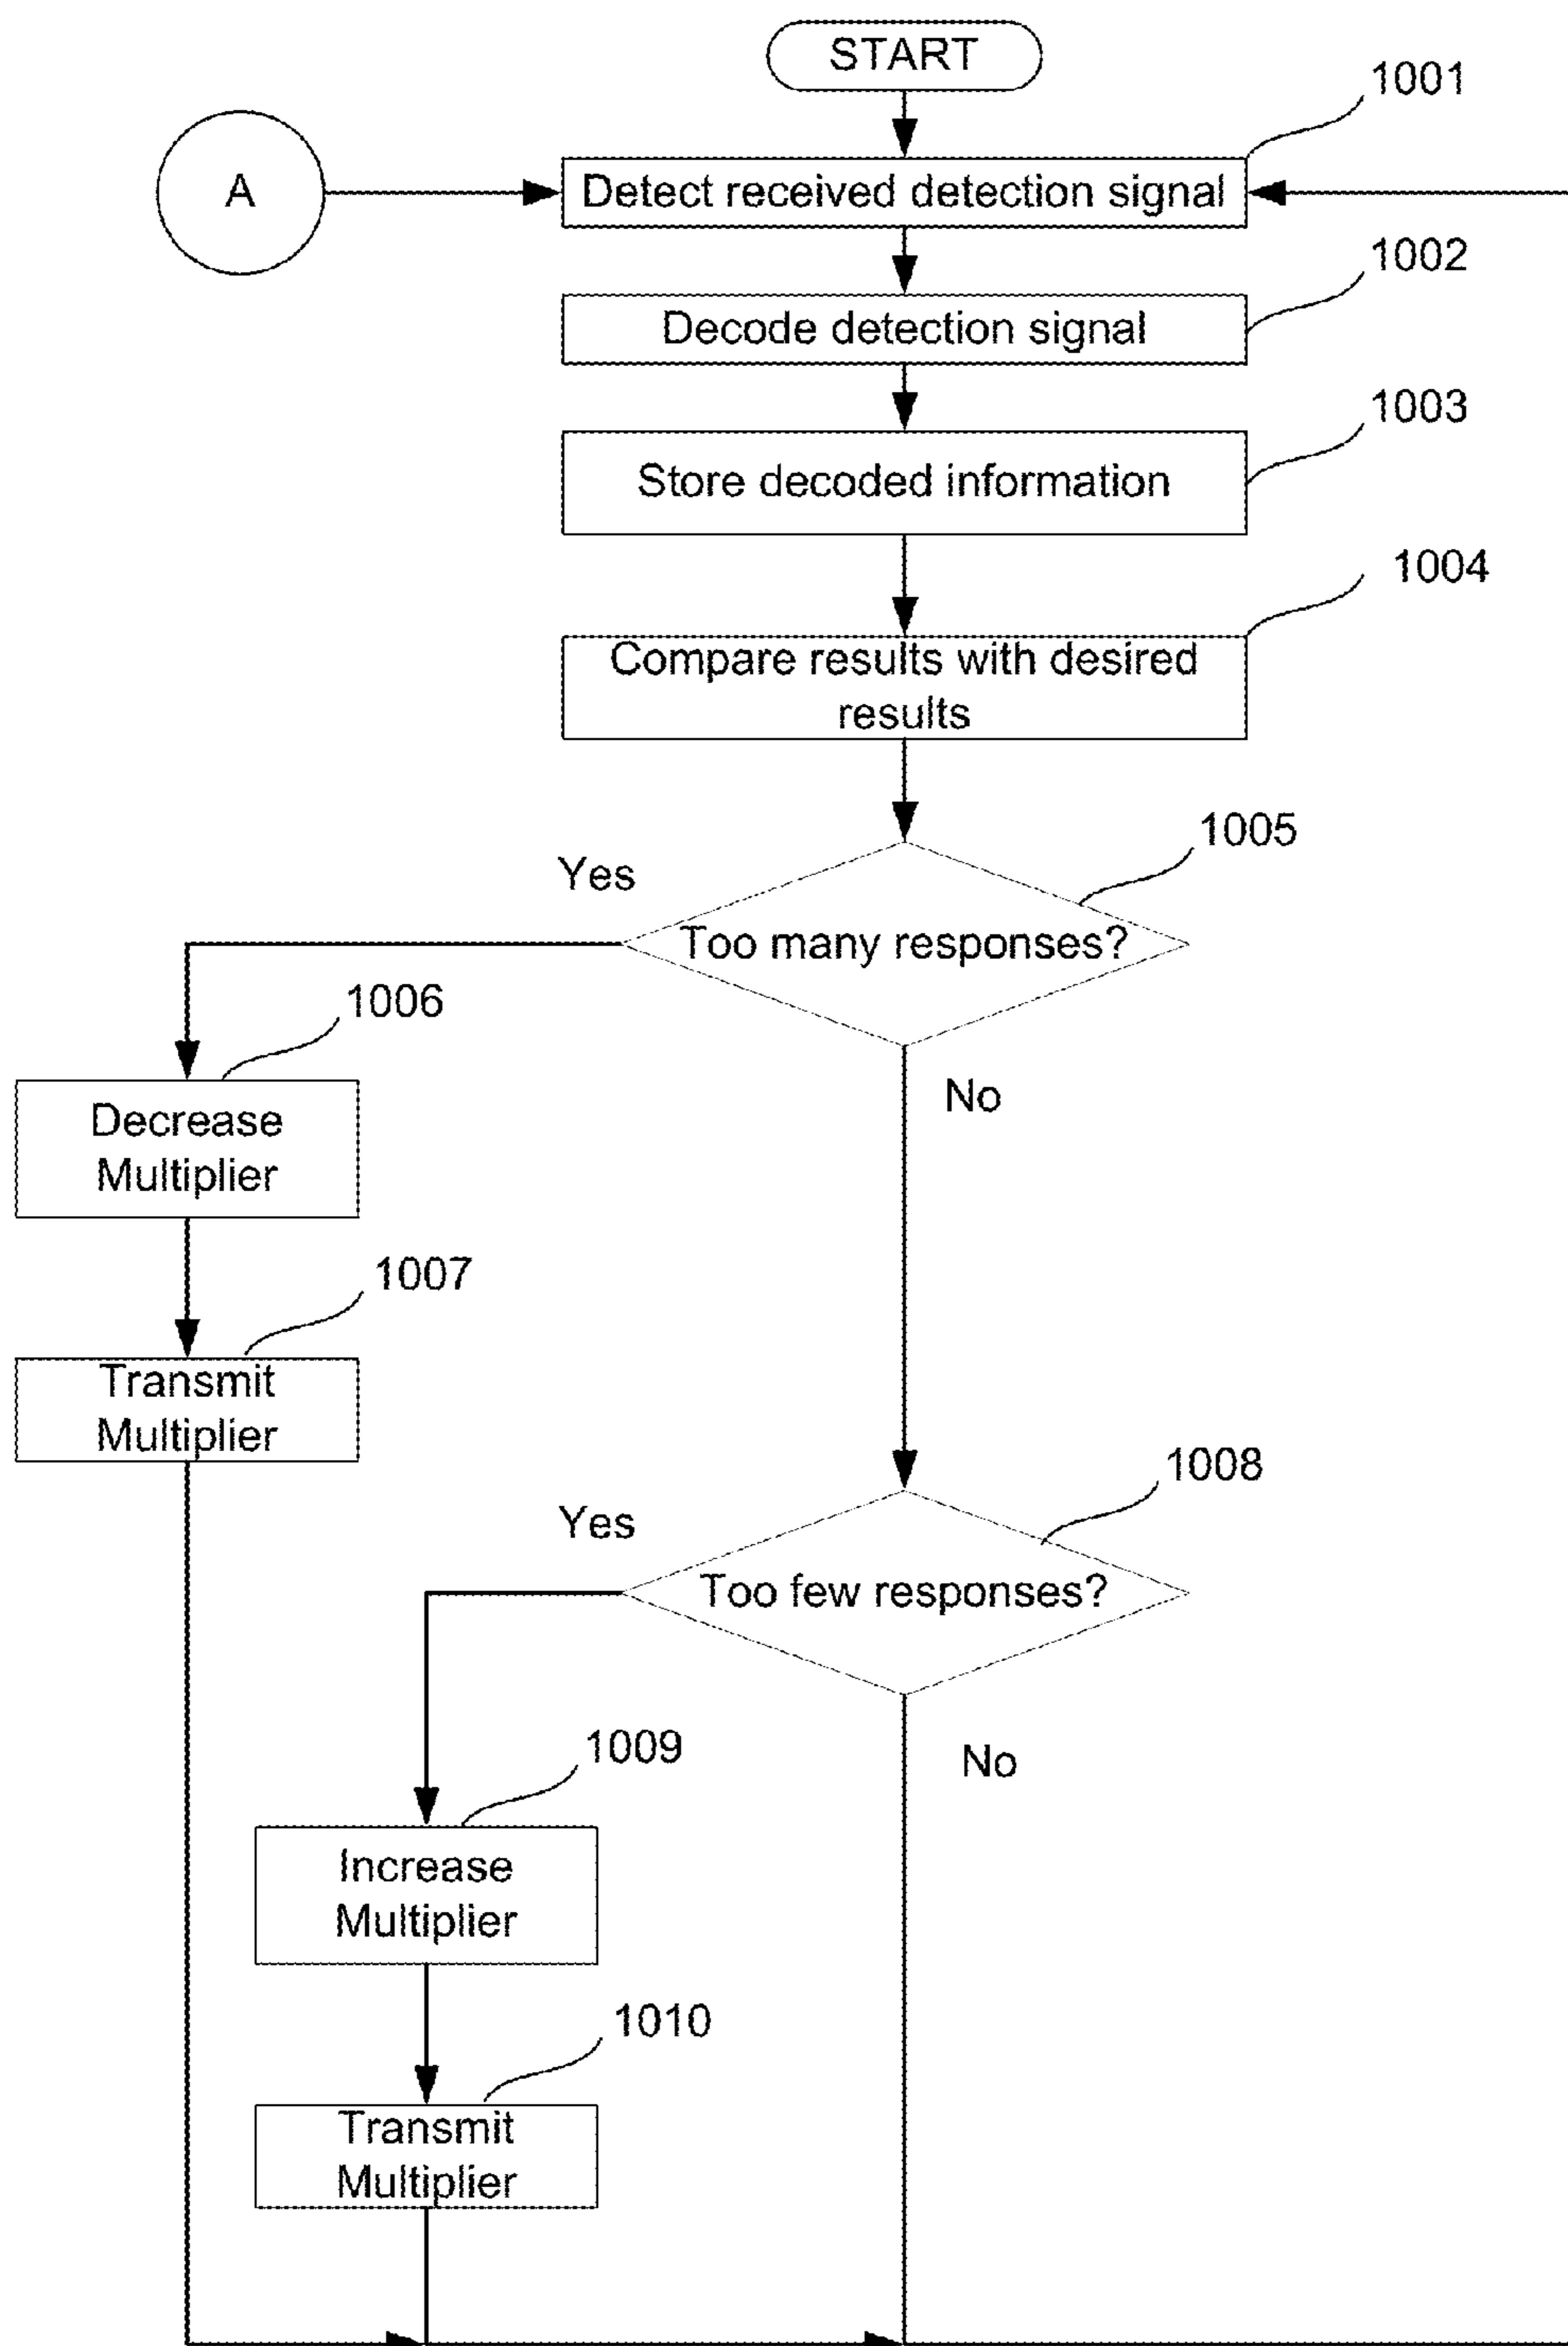 START
1001
A
Detect received detection signal
1002
Decode detection signal
1003
Store decoded information
1004
Compare results with desired
results
1005
Yes
Too many responses?
1006
No
Decrease
Multiplier
1007
Transmit
Multiplier
1008
Yes
Too few responses?
1009
No
Increase
Multiplier
1010
Transmit
Multiplier